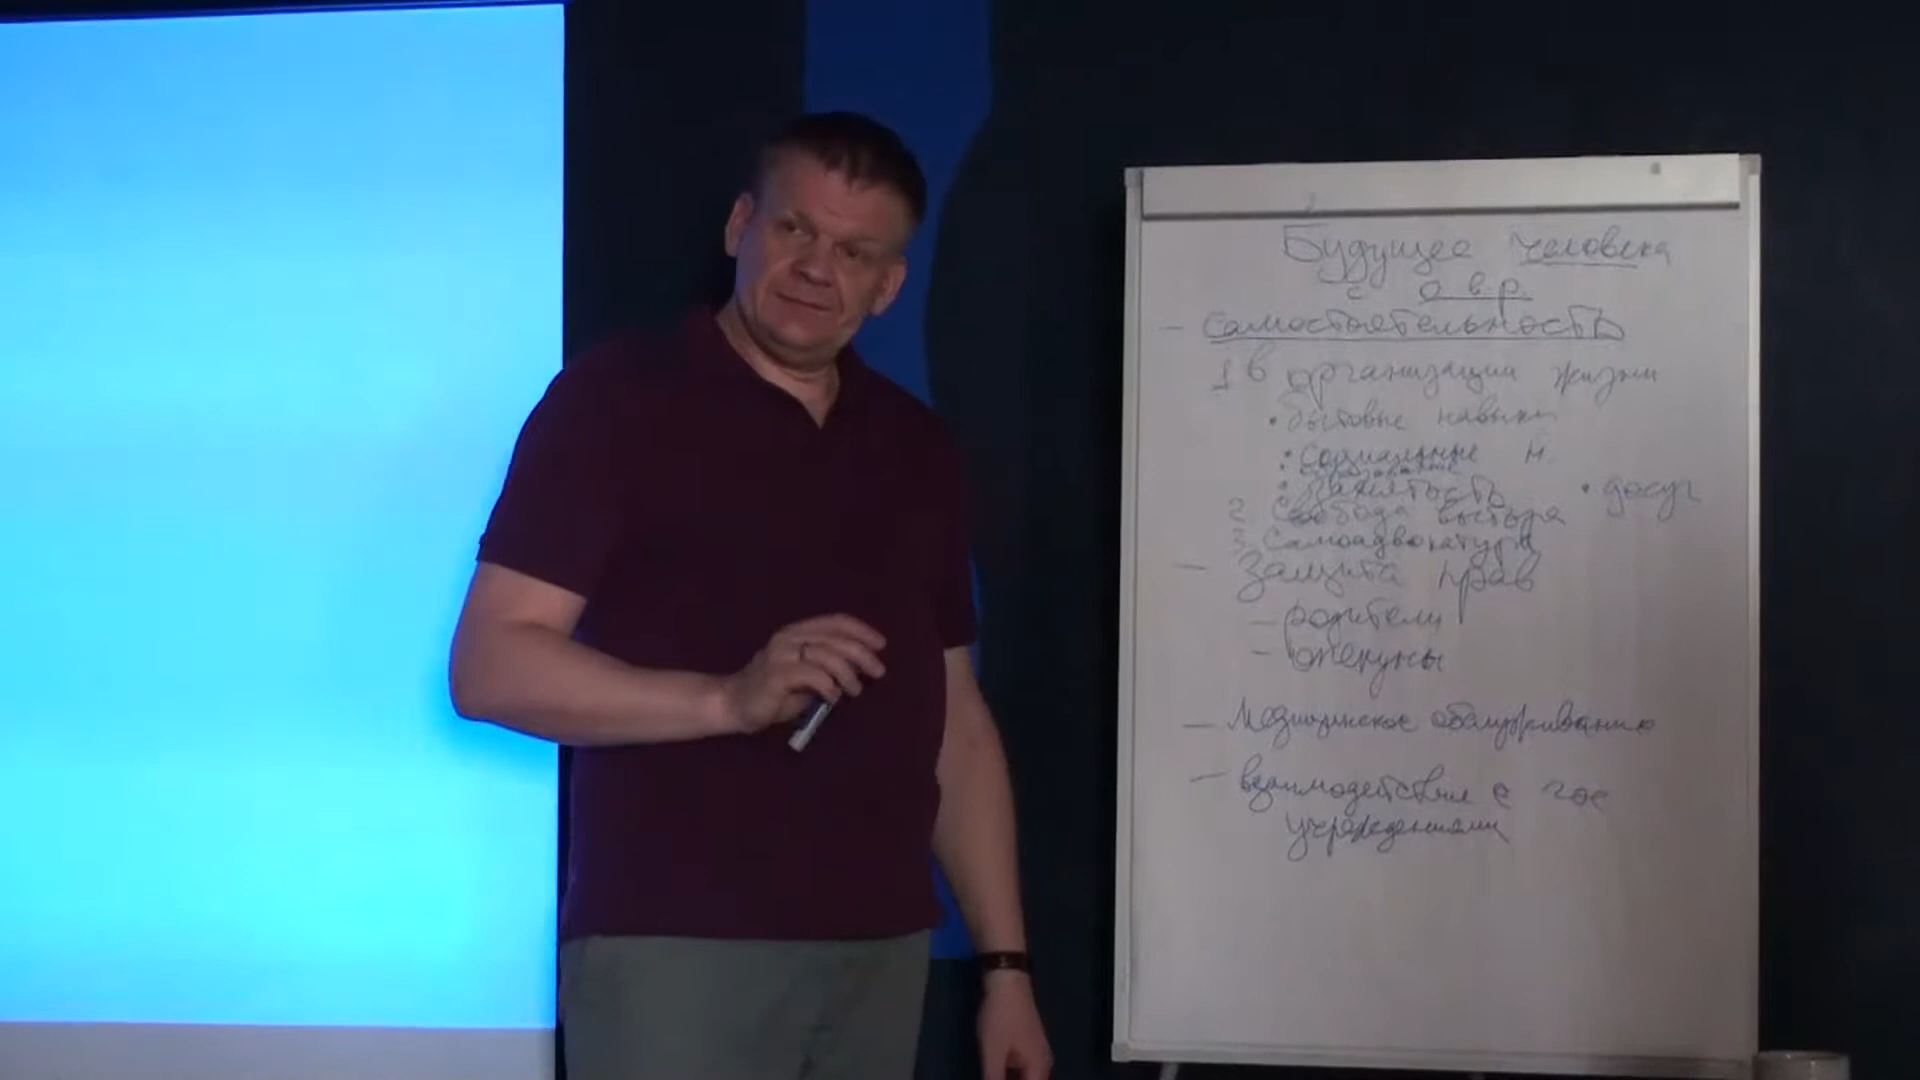 Будущее человека
с о в.р.
— Самостоятельность
1 в организации жизни
• бытовые навыки
• социальные н.
• занятость • досуг
2 Свобода выбора
3 Самоадвокатура
— Защита прав
— родители
— опекуны
— Медицинское обслуживание
— взаимодействие с гос
учреждениями